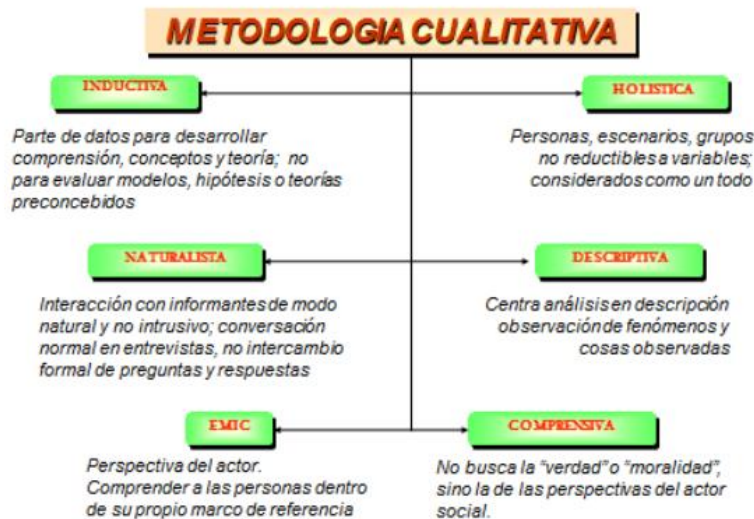 METODOLOGIA CUALITATIVA
INDUCTIVA
Parte de datos para desarrollar
comprensión, conceptos y teoría; no
para evaluar modelos, hipótesis o teorías
preconcebidos
HOLISTICA
Personas, escenarios, grupos
no reductibles a variables;
considerados como un todo
NATURALISTA
Interacción con informantes de modo
natural y no intrusivo; conversación
normal en entrevistas, no intercambio
formal de preguntas y respuestas
DESCRIPTIVA
Centra análisis en descripción
observación de fenómenos y
cosas observadas
EMIC
Perspectiva del actor.
Comprender a las personas dentro
de su propio marco de referencia
COMPRENSIVA
No busca la "verdad" o "moralidad",
sino la de las perspectivas del actor
social.